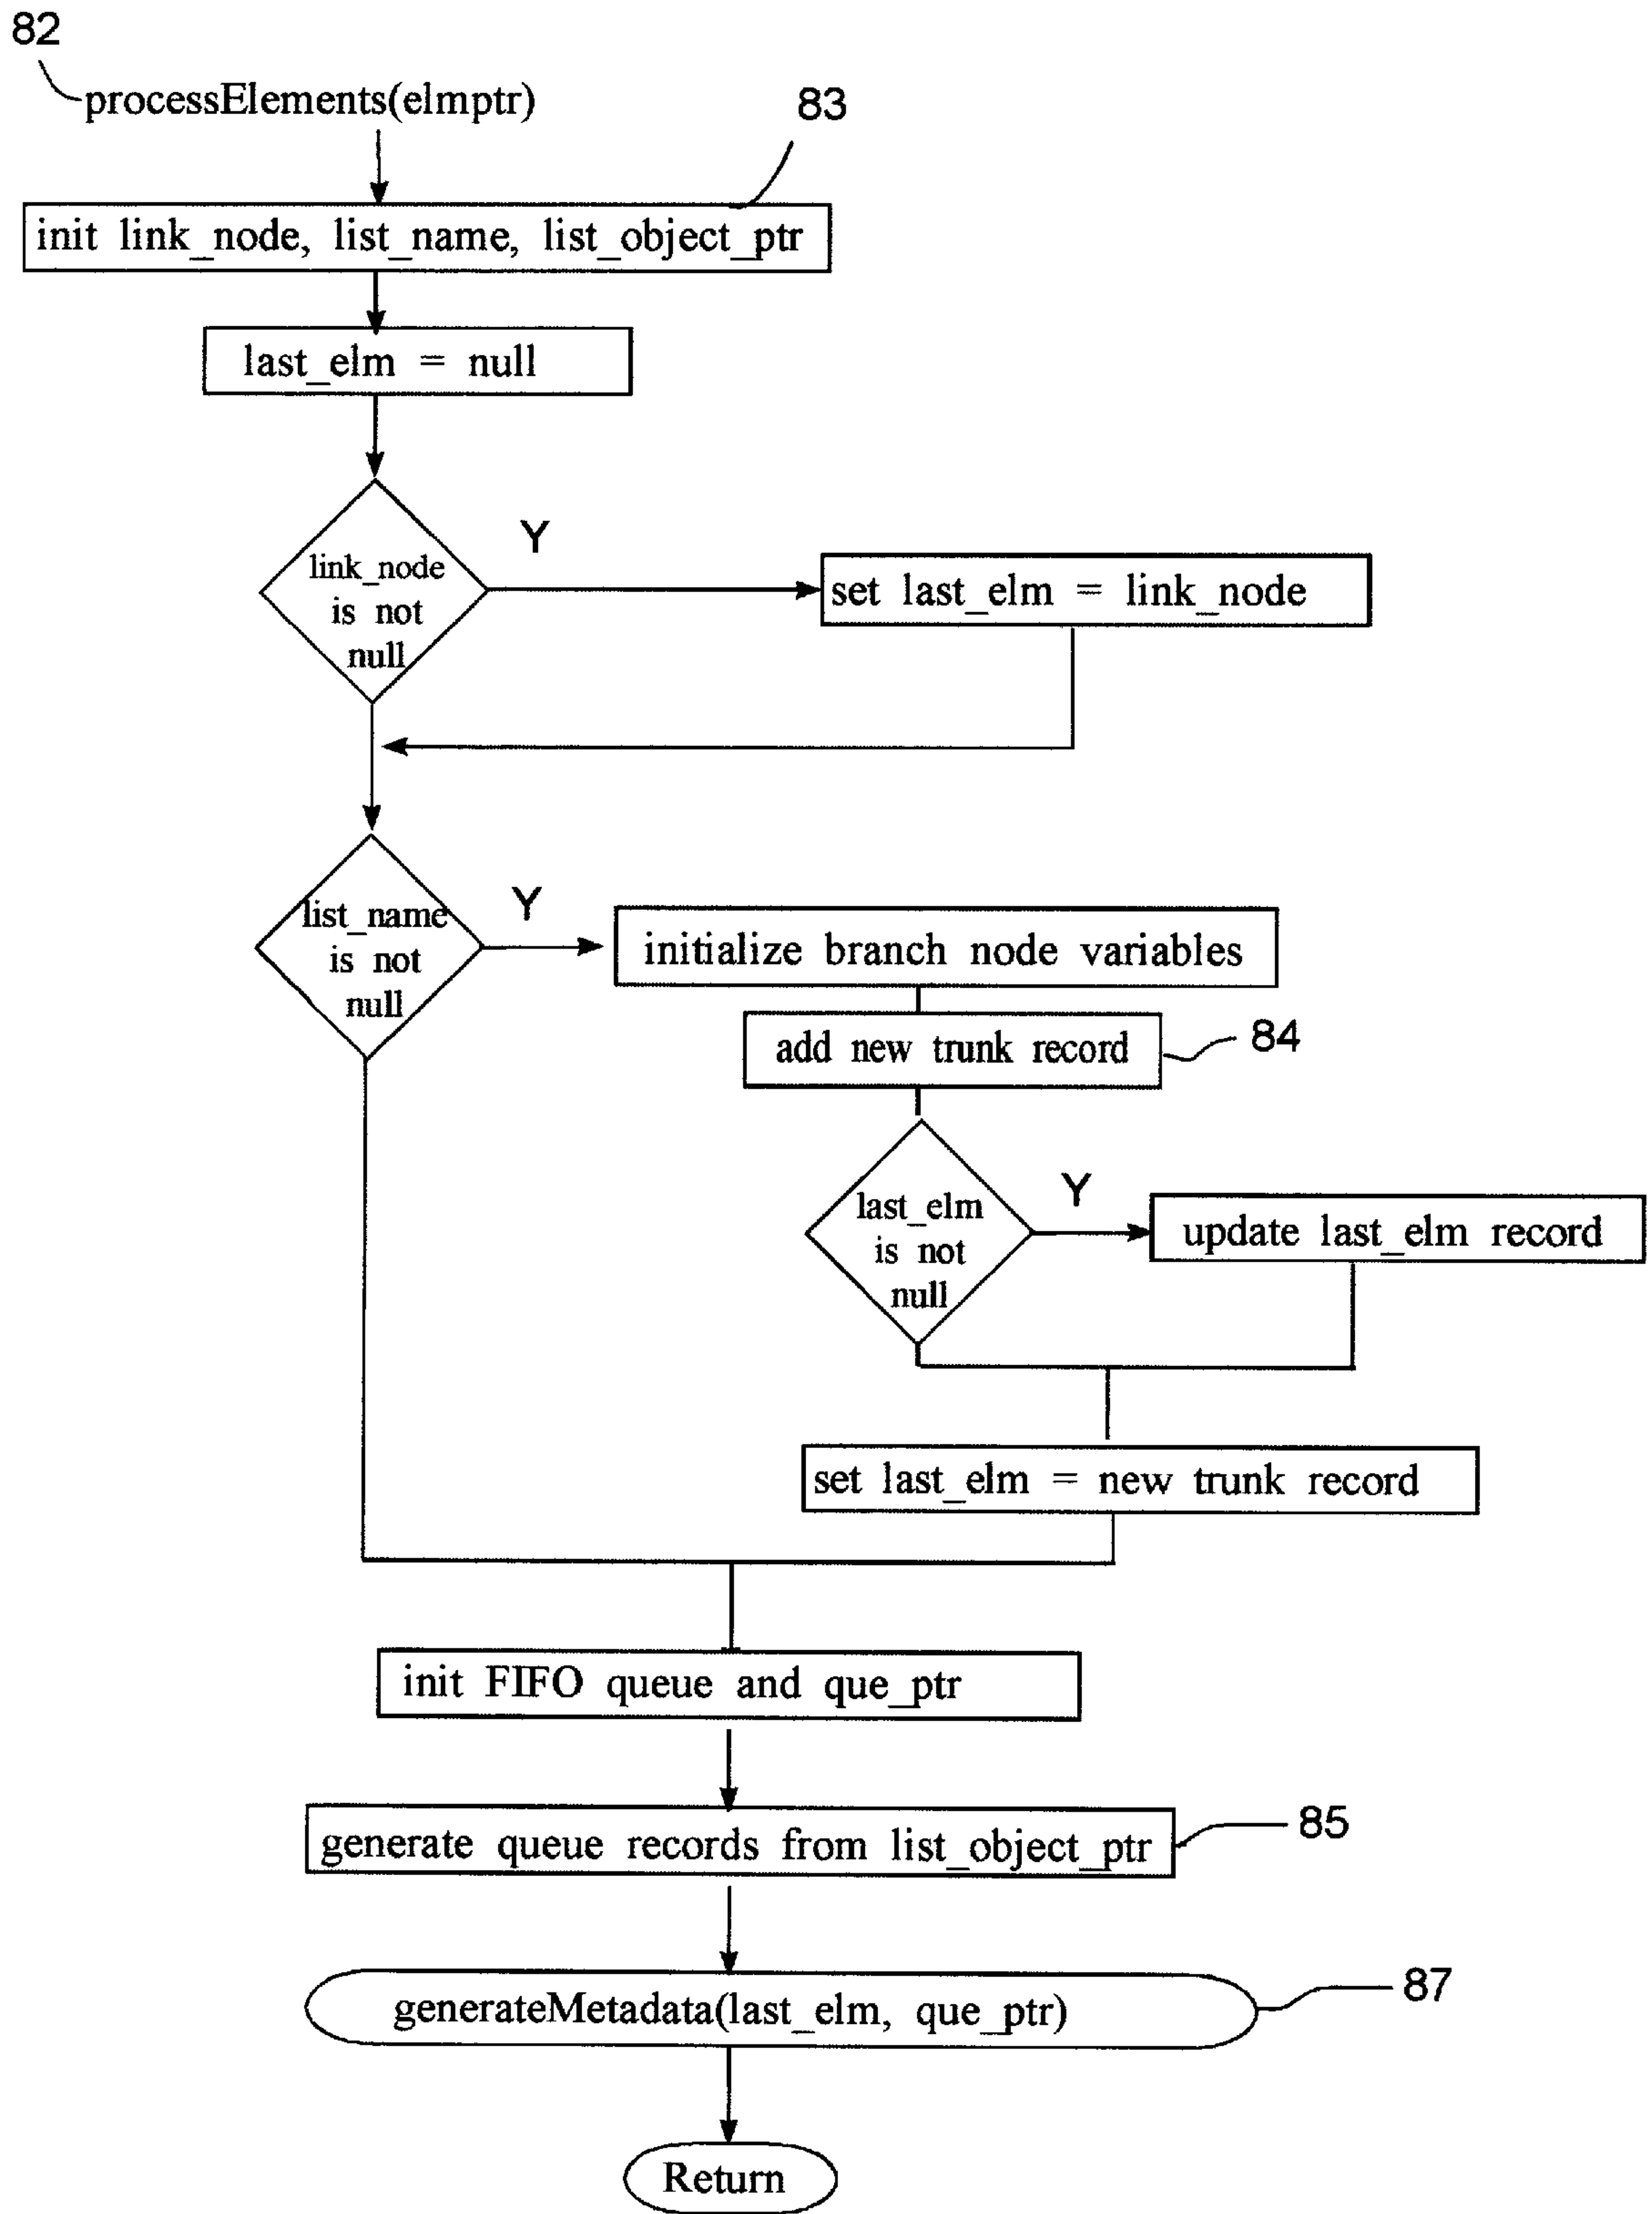 82
processElements(elmptr)
83
init link_node, list_name, list_object_ptr
last_elm = null
link_node
is not
null
Y
set last_elm = link_node
list_name
is not
null
Y
initialize branch node variables
add new trunk record
84
last_elm
is not
null
Y
update last_elm record
set last_elm = new trunk record
init FIFO queue and que_ptr
generate queue records from list_object_ptr
85
generateMetadata(last_elm, que_ptr)
87
Return